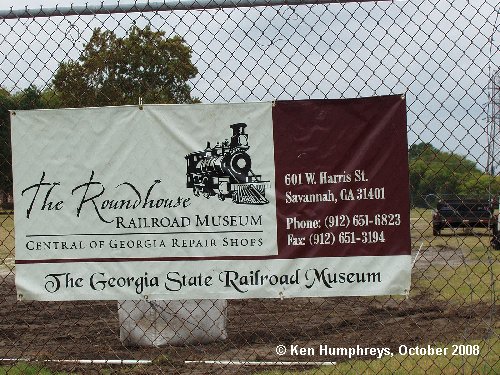 The Roundhouse
RAILROAD MUSEUM
CENTRAL OF GEORGIA REPAIR SHOPS
601 W. Harris St.
Savannah, GA 31401
Phone: (912) 651-6823
Fax: (912) 651-3194
The Georgia State Railroad Museum
© Ken Humphreys, October 2008